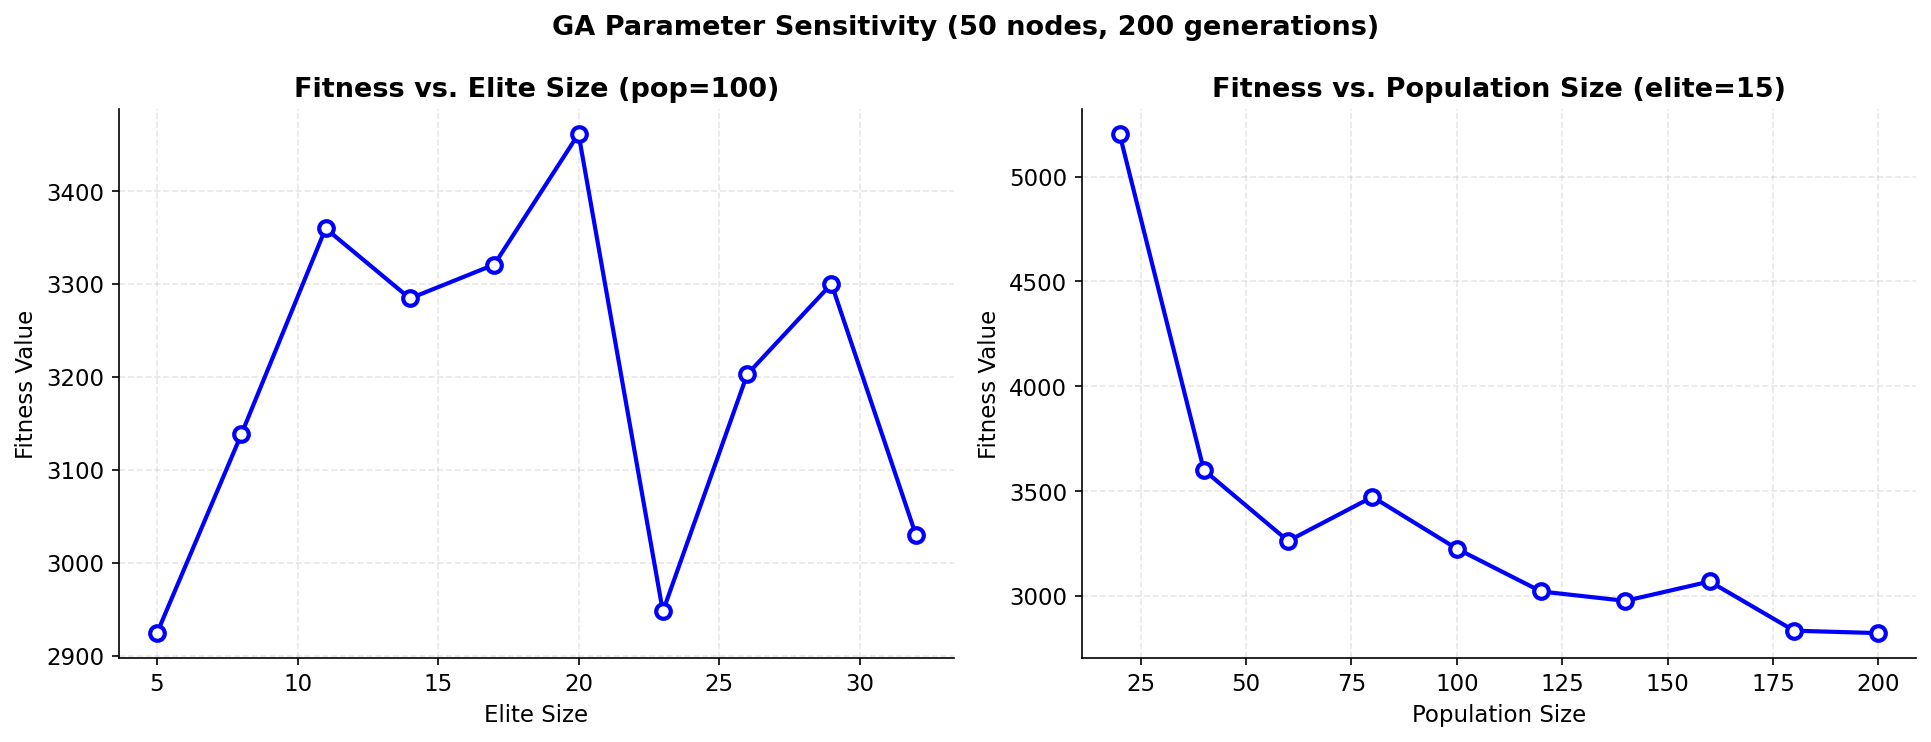 GA Parameter Sensitivity (50 nodes, 200 generations)
Fitness vs. Elite Size (pop=100)
Fitness Value
3400
3300
3200
3100
3000
2900
5 10 15 20 25 30
Elite Size
Fitness vs. Population Size (elite=15)
Fitness Value
5000
4500
4000
3500
3000
25 50 75 100 125 150 175 200
Population Size